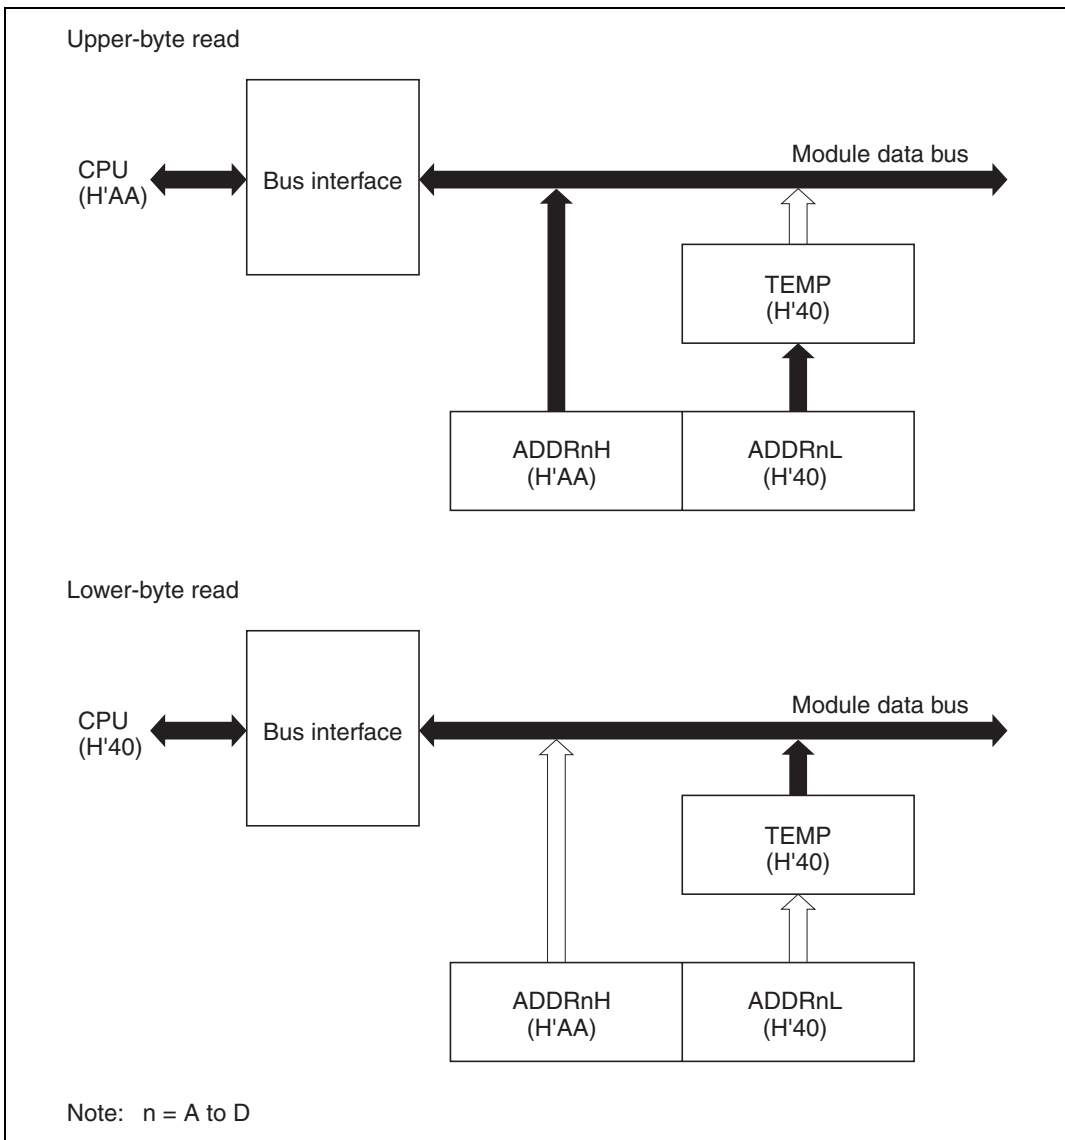 Upper-byte read
Module data bus
CPU
(H'AA)
Bus interface
TEMP
(H'40)
ADDRnH
(H'AA)
ADDRnL
(H'40)
Lower-byte read
Module data bus
CPU
(H'40)
Bus interface
TEMP
(H'40)
ADDRnH
(H'AA)
ADDRnL
(H'40)
Note: n = A to D